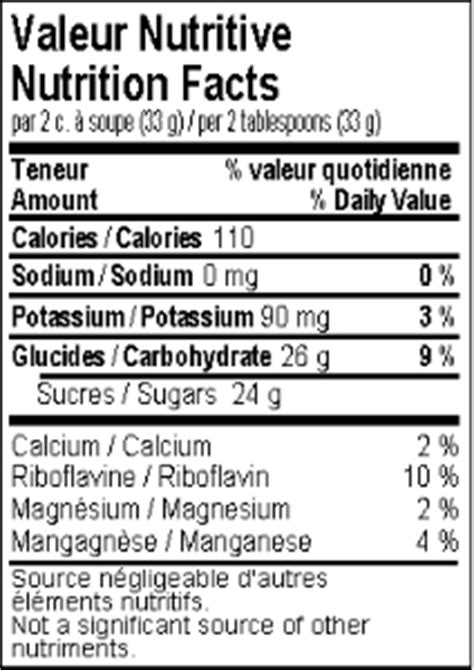 Valeur Nutritive
Nutrition Facts
par 2 c. à soupe (33 g) / per 2 tablespoons (33 g)
Teneur % valeur quotidienne
Amount % Daily Value
Calories / Calories 110
Sodium / Sodium 0 mg 0 %
Potassium / Potassium 90 mg 3 %
Glucides / Carbohydrate 26 g 9 %
Sucres / Sugars 24 g
Calcium / Calcium 2 %
Riboflavine / Riboflavin 10 %
Magnésium / Magnesium 2 %
Mangagnèse / Manganese 4 %
Source négligeable d'autres
éléments nutritifs.
Not a significant source of other
nutriments.